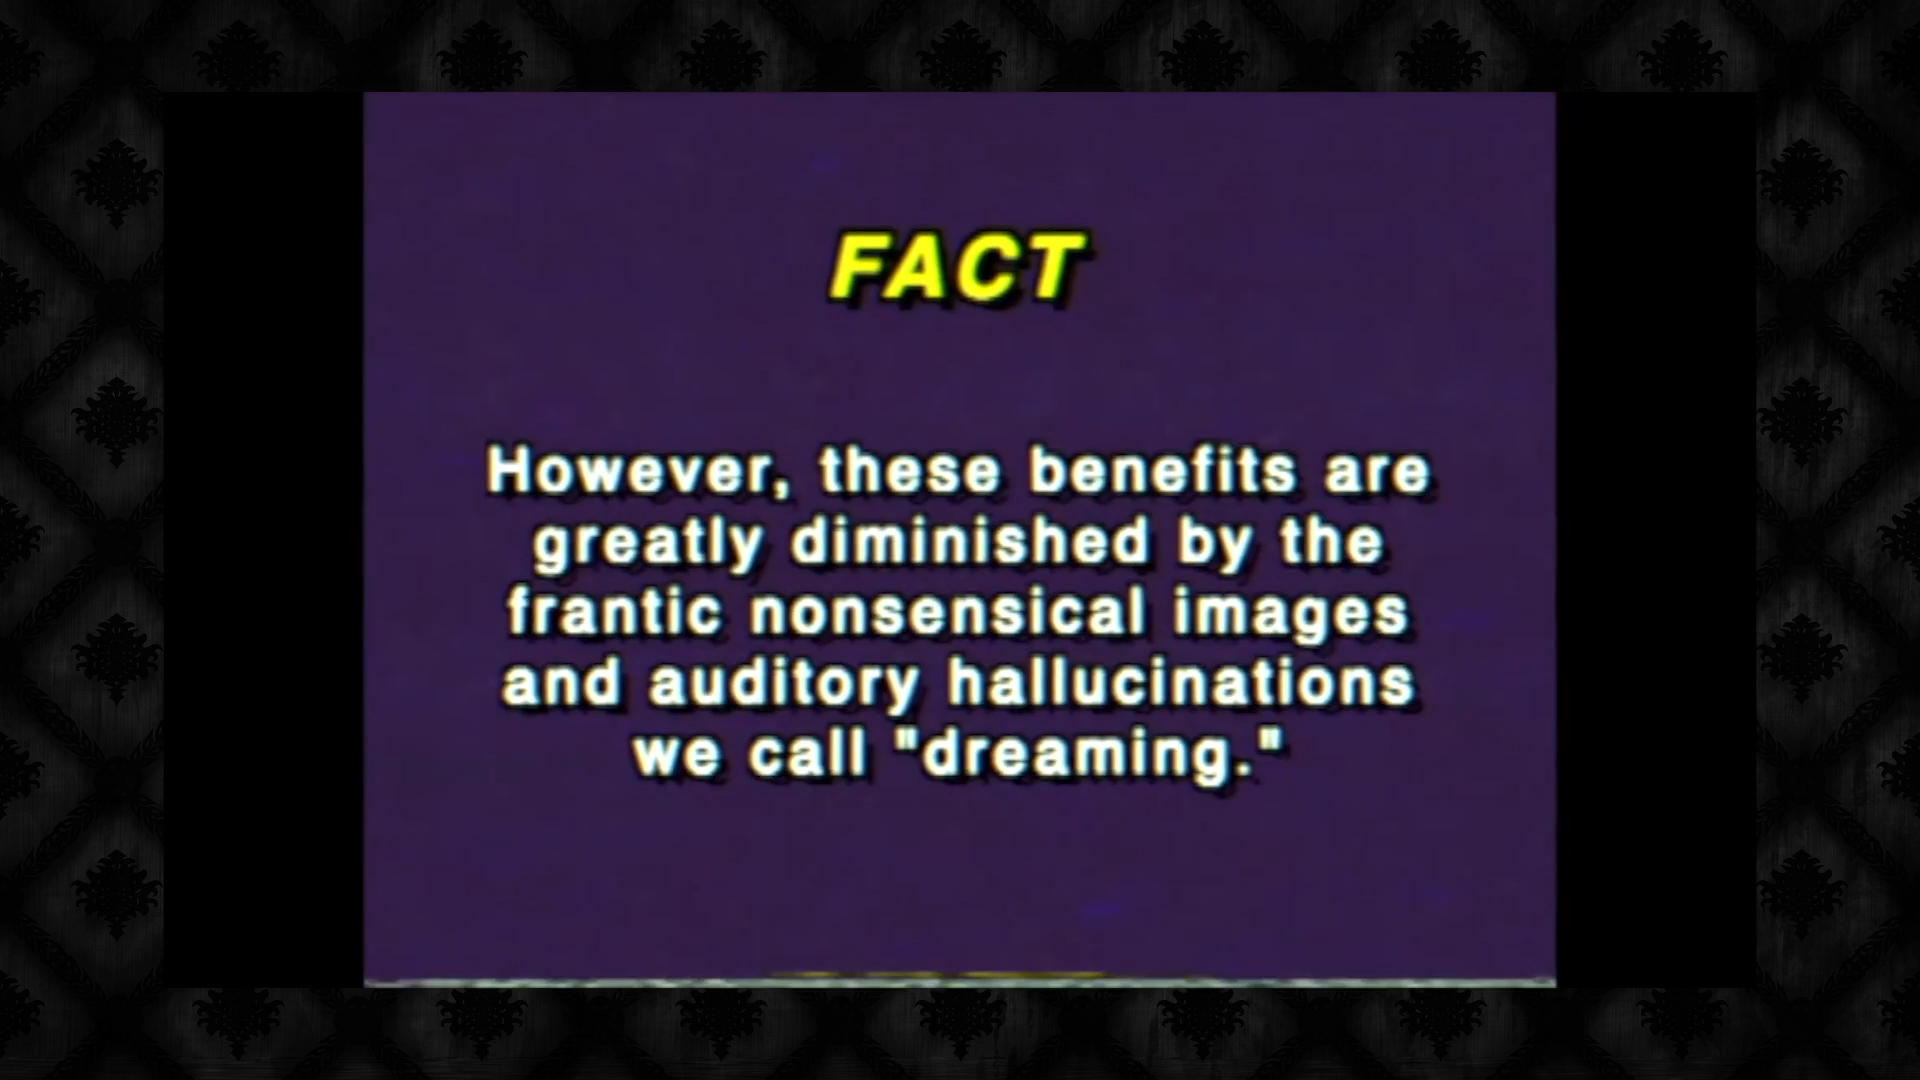 FACT
However, these benefits are
greatly diminished by the
frantic nonsensical images
and auditory hallucinations
we call "dreaming."